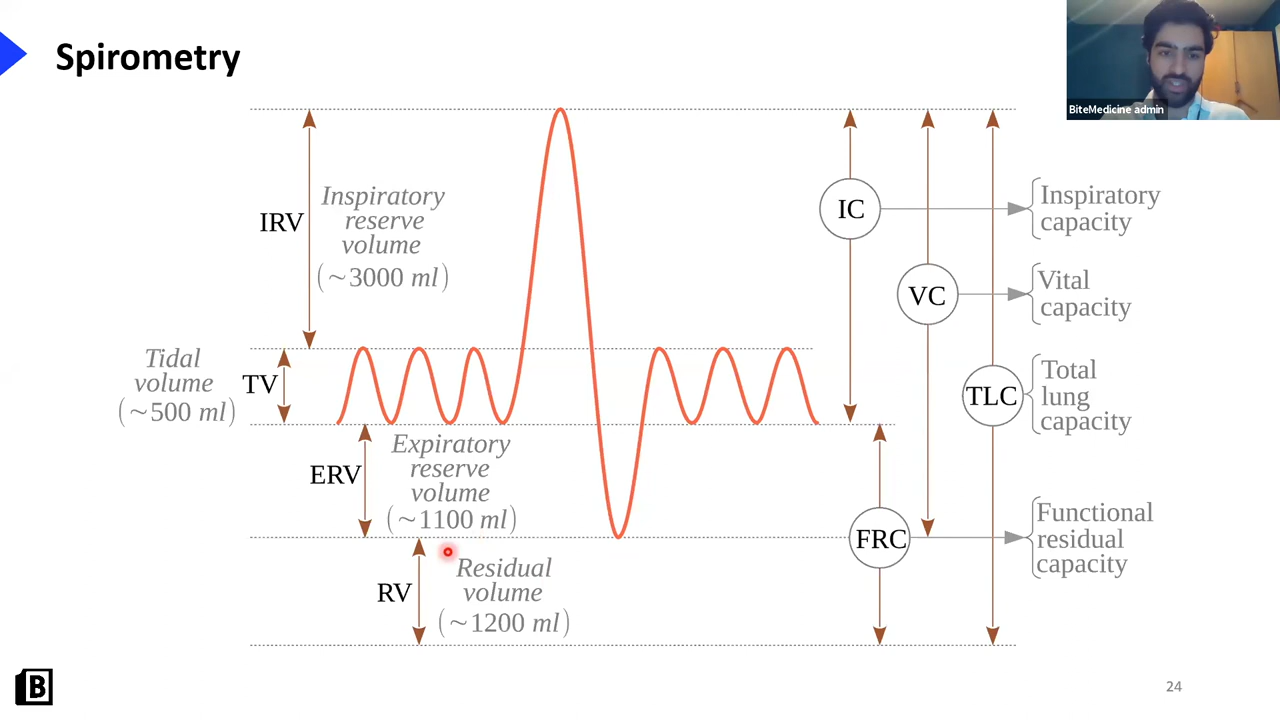 Spirometry
BiteMedicine admin
IRV
Inspiratory
reserve
volume
(~3000 ml)
Tidal
volume
(~500 ml)
TV
ERV
Expiratory
reserve
volume
(~1100 ml)
RV
Residual
volume
(~1200 ml)
IC
Inspiratory
capacity
VC
Vital
capacity
TLC
Total
lung
capacity
FRC
Functional
residual
capacity
B
24